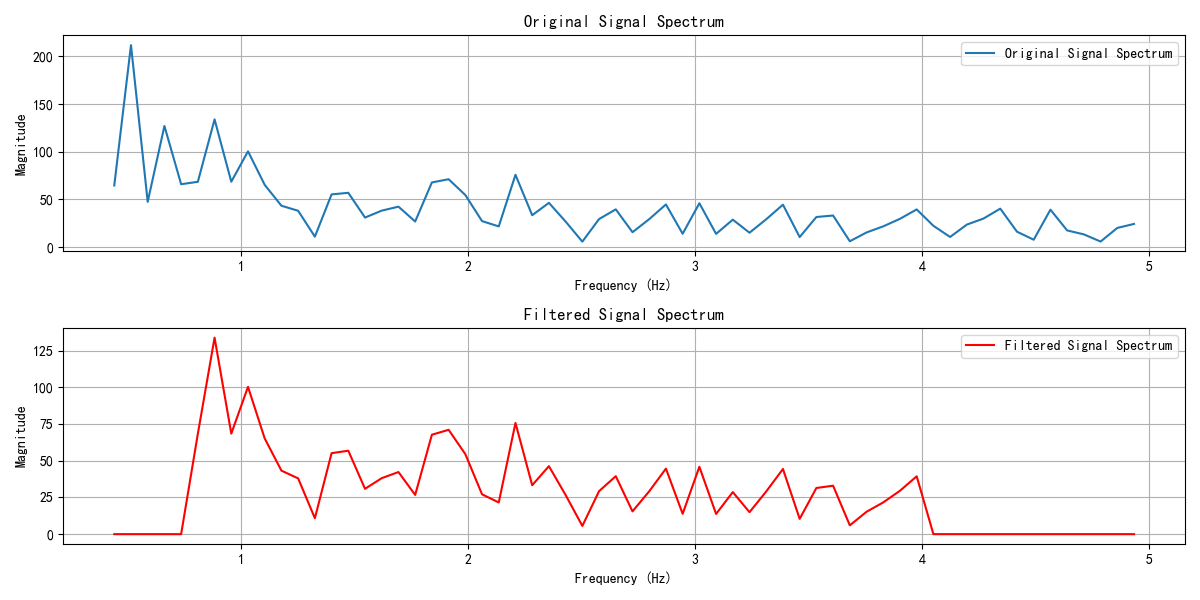 Original Signal Spectrum
Original Signal Spectrum
200
150
100
50
0
Magnitude
1 2 3 4 5
Frequency (Hz)
Filtered Signal Spectrum
Filtered Signal Spectrum
125
100
75
50
25
0
Magnitude
1 2 3 4 5
Frequency (Hz)